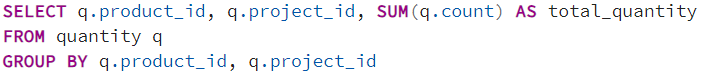 SELECT q.product_id, q.project_id, SUM(q.count) AS total_quantity
FROM quantity q
GROUP BY q.product_id, q.project_id